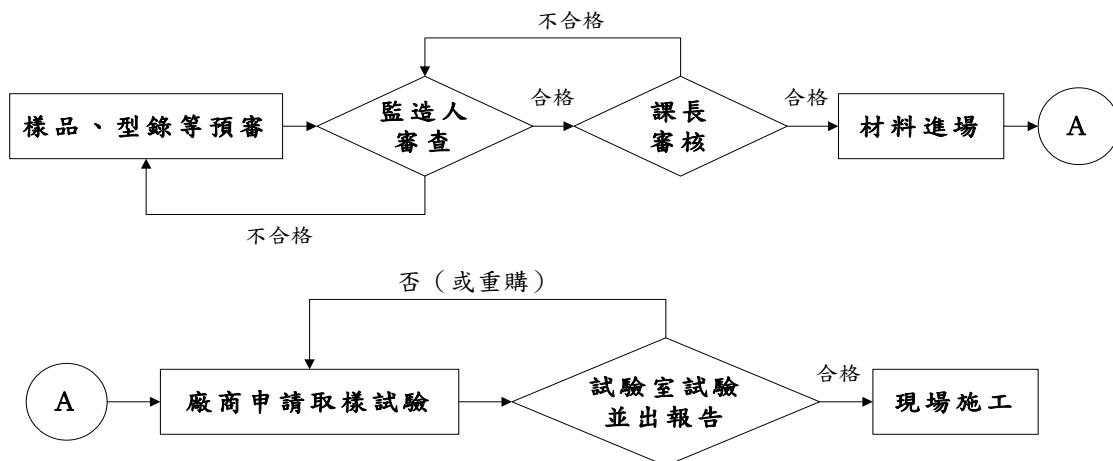 不合格
樣品、型錄等預審
監造人
審查
合格
課長
審核
合格
材料進場
A
不合格
否（或重購）
A
廠商申請取樣試驗
試驗室試驗
並出報告
合格
現場施工